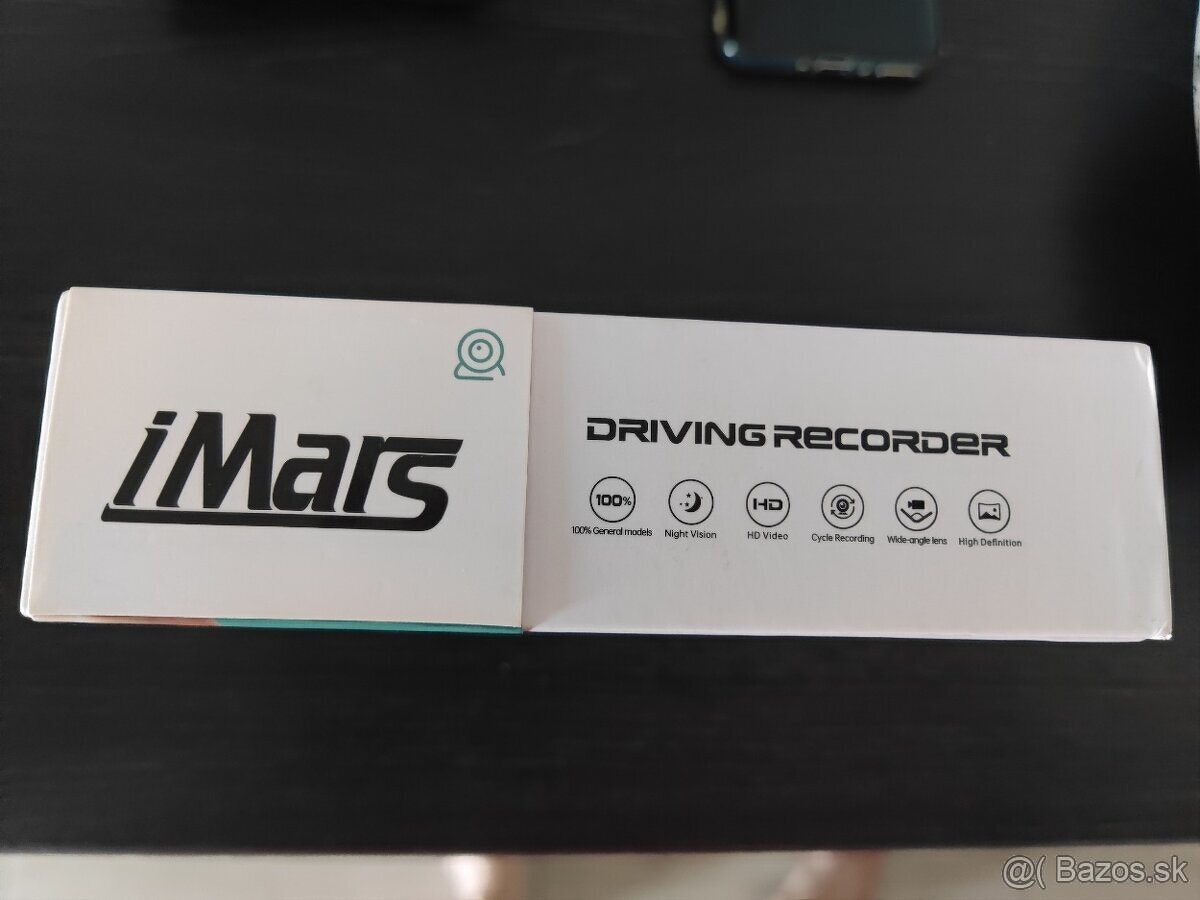 iMars
DRIVING RECORDER
100%
HD
100% General models
Night Vision
HD Video
Cycle Recording
Wide-angle lens
High Definition
@( Bazos.sk